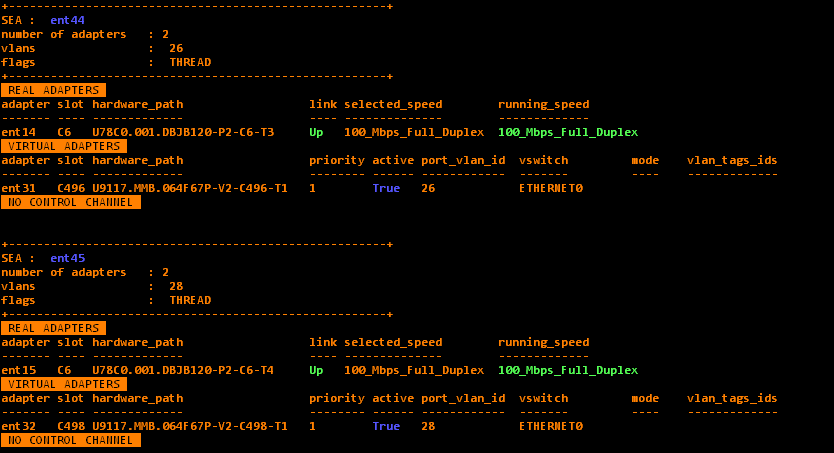 +------------------------------------------------------+
SEA :  ent44
number of adapters   : 2
vlans                :  26
flags                :  THREAD
+------------------------------------------------------+
REAL ADAPTERS
adapter slot hardware_path                  link selected_speed       running_speed
------- ---- -------------                  ---- --------------       -------------
ent14   C6   U78C0.001.DBJB120-P2-C6-T3     Up   100_Mbps_Full_Duplex  100_Mbps_Full_Duplex
VIRTUAL ADAPTERS
adapter slot hardware_path                  priority active port_vlan_id  vswitch         mode    vlan_tags_ids
------- ---- -------------                  -------- ------ ------------  -------         ----    -------------
ent31   C496 U9117.MMB.064F67P-V2-C496-T1   1        True   26            ETHERNET0
NO CONTROL CHANNEL
+------------------------------------------------------+
SEA :  ent45
number of adapters   : 2
vlans                :  28
flags                :  THREAD
+------------------------------------------------------+
REAL ADAPTERS
adapter slot hardware_path                  link selected_speed       running_speed
------- ---- -------------                  ---- --------------       -------------
ent15   C6   U78C0.001.DBJB120-P2-C6-T4     Up   100_Mbps_Full_Duplex  100_Mbps_Full_Duplex
VIRTUAL ADAPTERS
adapter slot hardware_path                  priority active port_vlan_id  vswitch         mode    vlan_tags_ids
------- ---- -------------                  -------- ------ ------------  -------         ----    -------------
ent32   C498 U9117.MMB.064F67P-V2-C498-T1   1        True   28            ETHERNET0
NO CONTROL CHANNEL